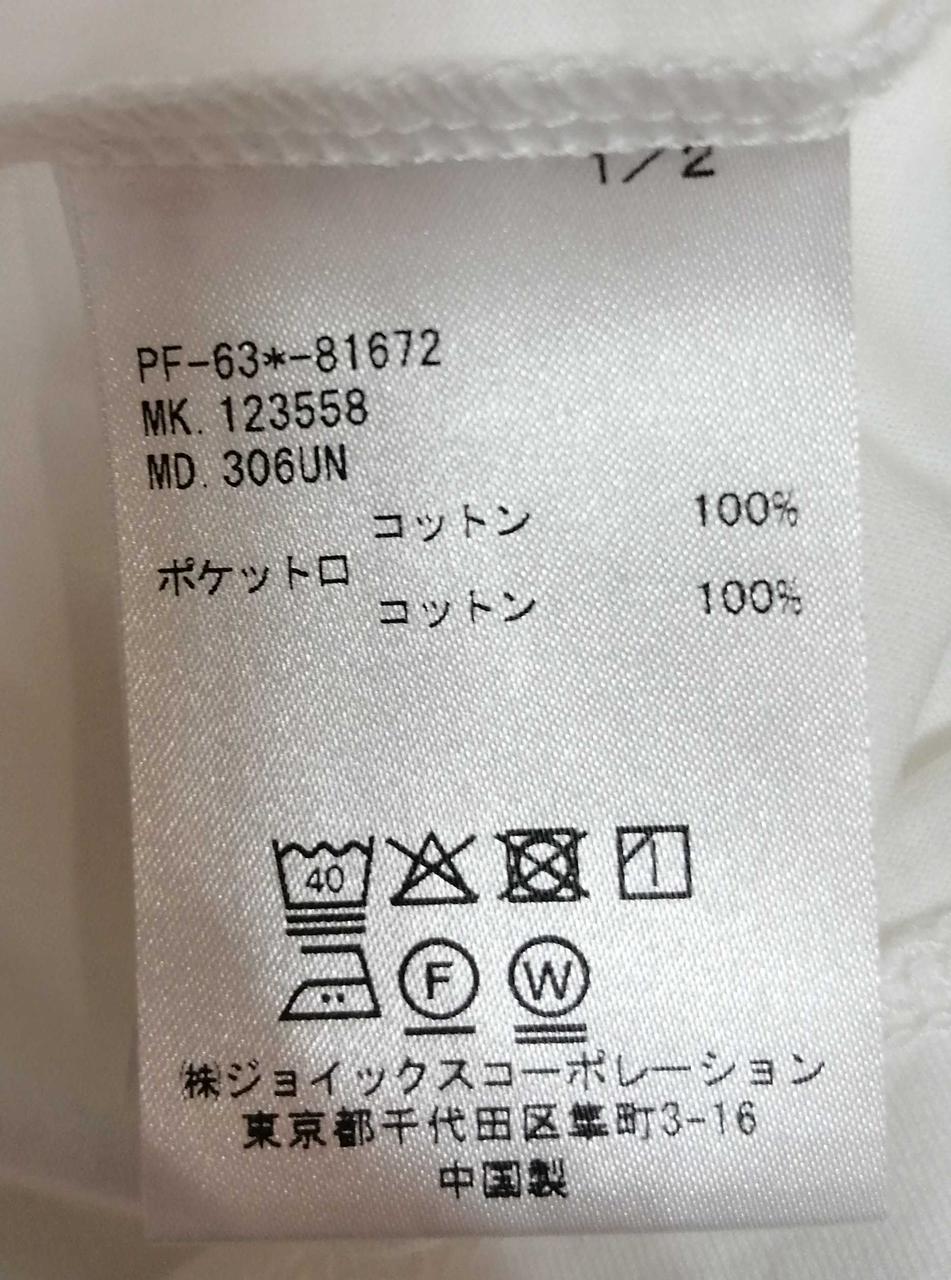 1/2
PF-63*-81672
MK. 123558
MD. 306UN
コットン 100%
ポケット口
コットン 100%
40
F W
㈱ジョイックスコーポレーション
東京都千代田区隼町3-16
中国製